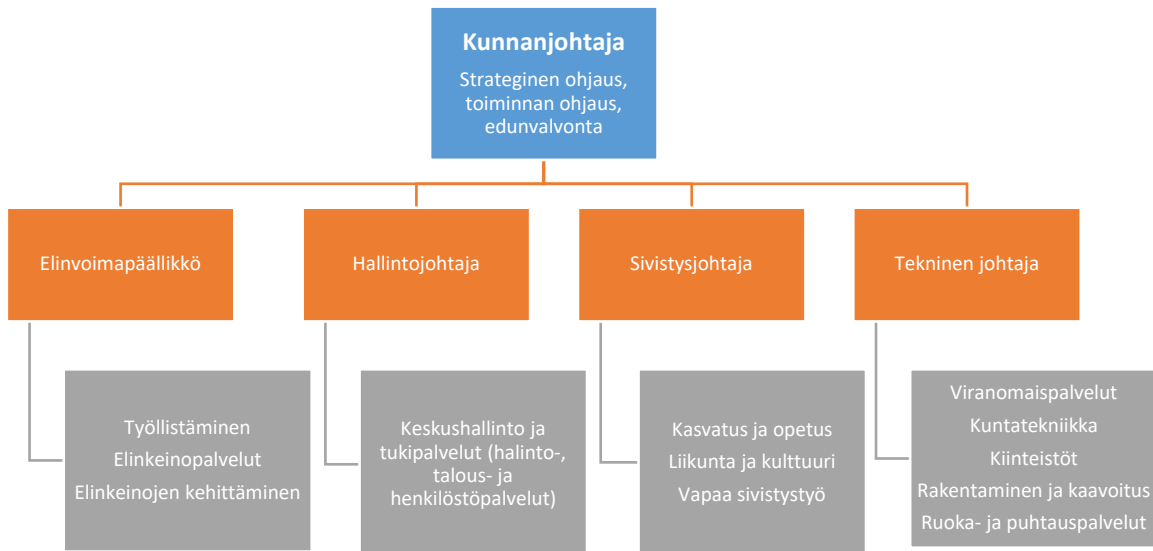 Kunnanjohtaja
Strateginen ohjaus,
toiminnan ohjaus,
edunvalvonta
Elinvoimapäällikkö
Hallintojohtaja
Sivistysjohtaja
Tekninen johtaja
Työllistäminen
Elinkeinopalvelut
Elinkeinojen kehittäminen
Keskushallinto ja
tukipalvelut (halinto-,
talous- ja
henkilöstöpalvelut)
Kasvatus ja opetus
Liikunta ja kulttuuri
Vapaa sivistystyö
Viranomaispalvelut
Kuntatekniikka
Kiinteistöt
Rakentaminen ja kaavoitus
Ruoka- ja puhtauspalvelut